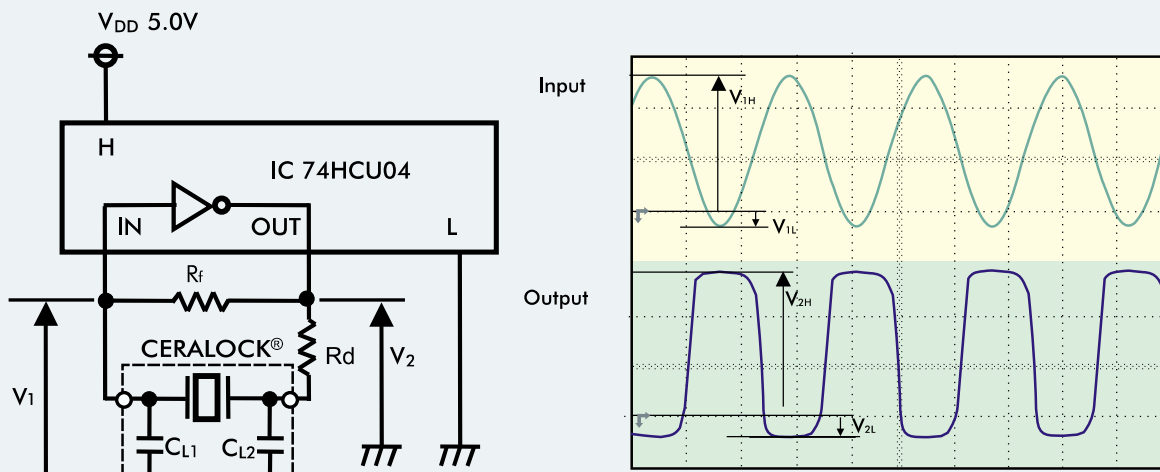 VDD 5.0V
H
IC 74HCU04
IN
OUT
L
Rf
CERALOCK®
Rd
V1
V2
CL1
CL2
Input
V1H
V1L
Output
V2H
V2L